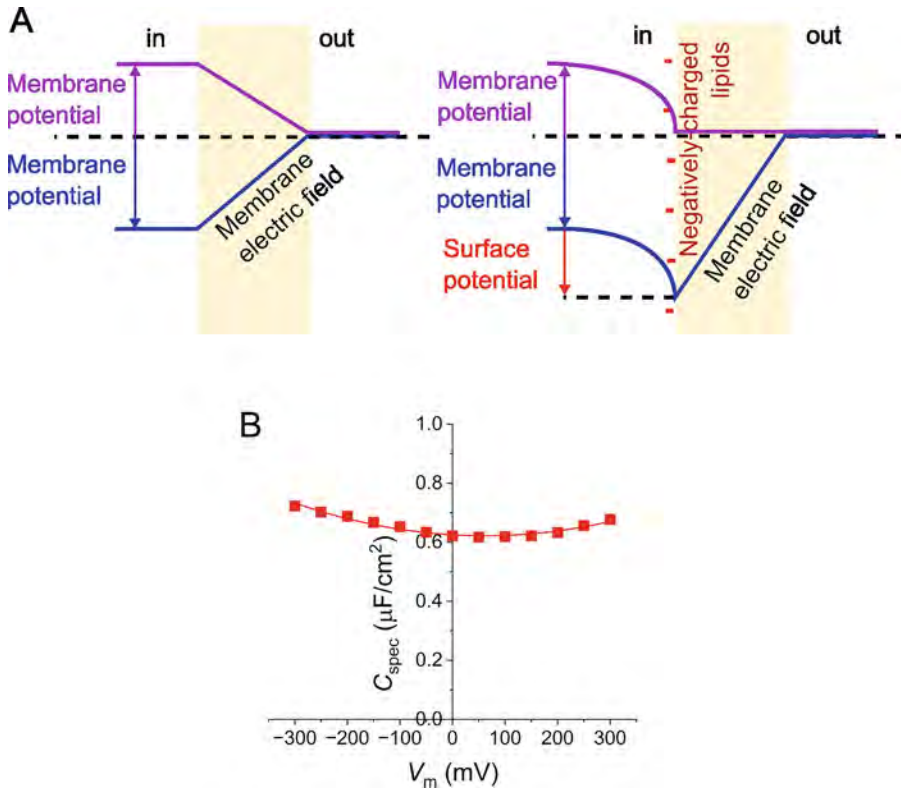 A
in
out
Membrane
potential
Membrane
potential
Membrane
electric field
in
out
Membrane
potential
Membrane
potential
Surface
potential
Negatively charged
lipids
Membrane
electric field
B
1.0
0.8
0.6
0.4
0.2
0.0
Cspec (µF/cm2)
−300 −200 −100 0 100 200 300
Vm (mV)